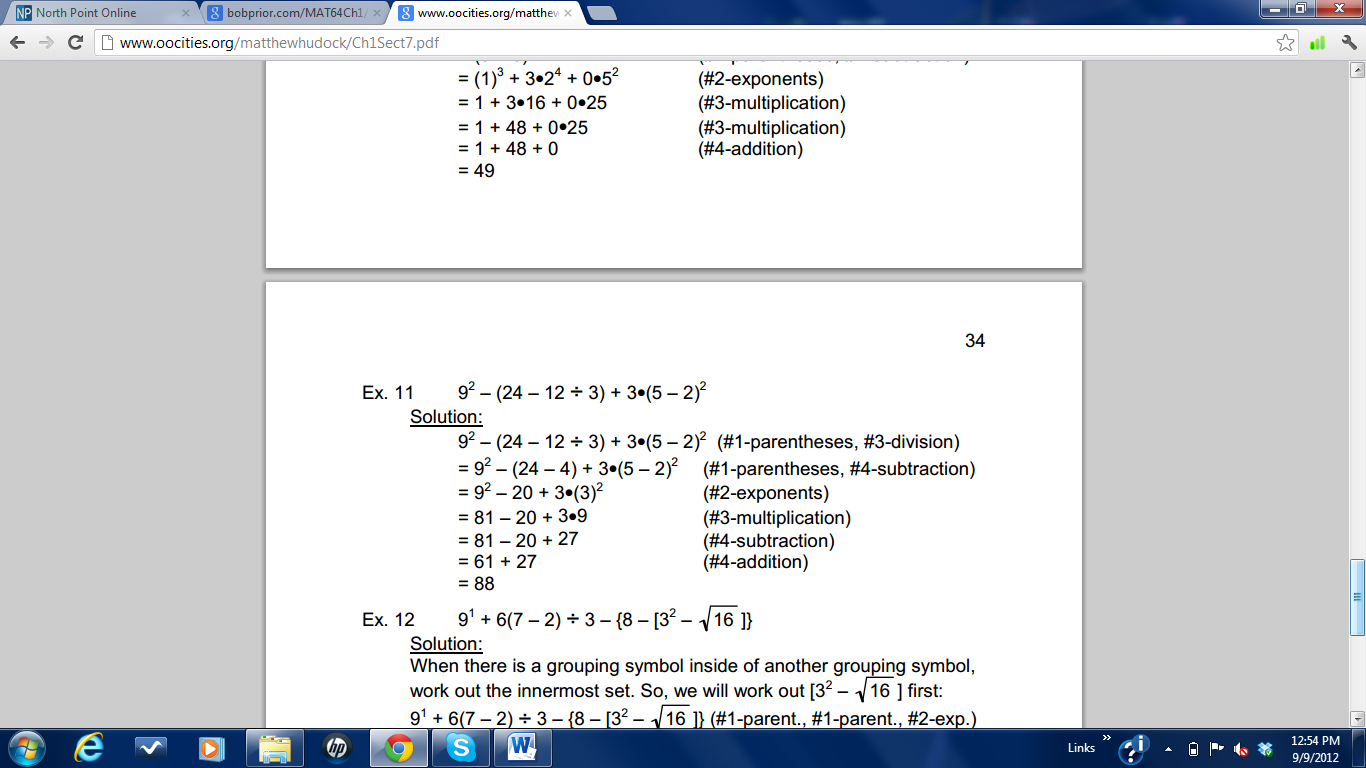 North Point Online
bobprior.com/MAT64Ch1/
www.oocities.org/matthew
www.oocities.org/matthewhudock/Ch1Sect7.pdf
= (1)³ + 3•2⁴ + 0•5² (#2-exponents)
= 1 + 3•16 + 0•25 (#3-multiplication)
= 1 + 48 + 0•25 (#3-multiplication)
= 1 + 48 + 0 (#4-addition)
= 49
34
Ex. 11 9² – (24 – 12 ÷ 3) + 3•(5 – 2)²
Solution:
9² – (24 – 12 ÷ 3) + 3•(5 – 2)² (#1-parentheses, #3-division)
= 9² – (24 – 4) + 3•(5 – 2)² (#1-parentheses, #4-subtraction)
= 9² – 20 + 3•(3)² (#2-exponents)
= 81 – 20 + 3•9 (#3-multiplication)
= 81 – 20 + 27 (#4-subtraction)
= 61 + 27 (#4-addition)
= 88
Ex. 12 9¹ + 6(7 – 2) ÷ 3 – {8 – [3² – √16 ]}
Solution:
When there is a grouping symbol inside of another grouping symbol,
work out the innermost set. So, we will work out [3² – √16 ] first:
9¹ + 6(7 – 2) ÷ 3 – {8 – [3² – √16 ]} (#1-parent., #1-parent., #2-exp.)
Links
12:54 PM
9/9/2012